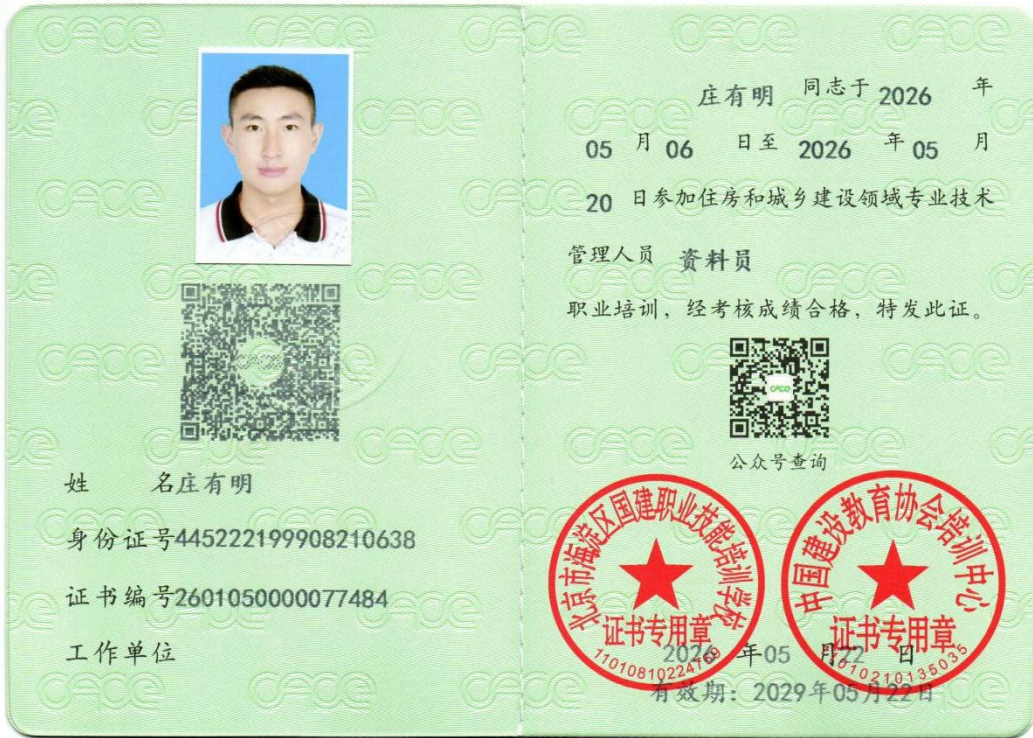 姓 名庄有明
身份证号445222199908210638
证书编号2601050000077484
工作单位
庄有明 同志于 2026 年
05 月 06 日至 2026 年 05 月
20 日参加住房和城乡建设领域专业技术
管理人员 资料员
职业培训，经考核成绩合格，特发此证。
公众号查询
北京市海淀区国建职业技能培训学校
证书专用章
中国建设教育协会培训中心
证书专用章
2026 年05 月22 日
有效期：2029年05月22日